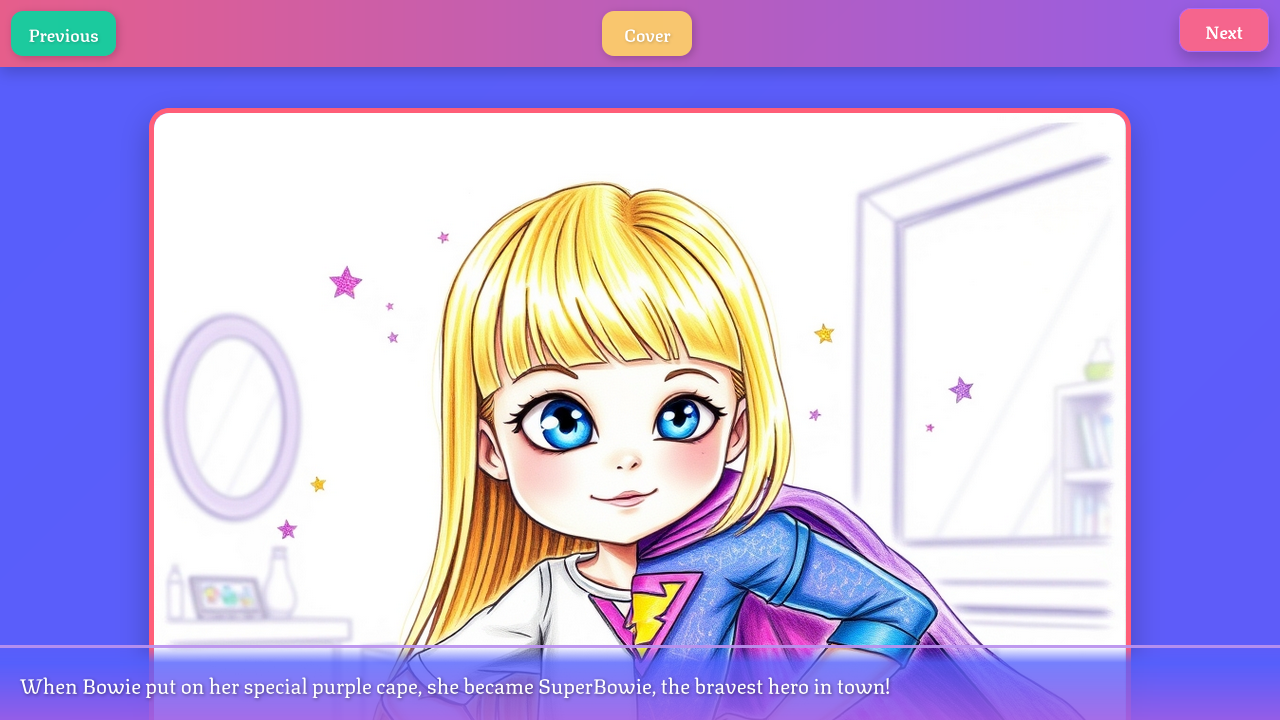 Previous
Cover
Next
When Bowie put on her special purple cape, she became SuperBowie, the bravest hero in town!